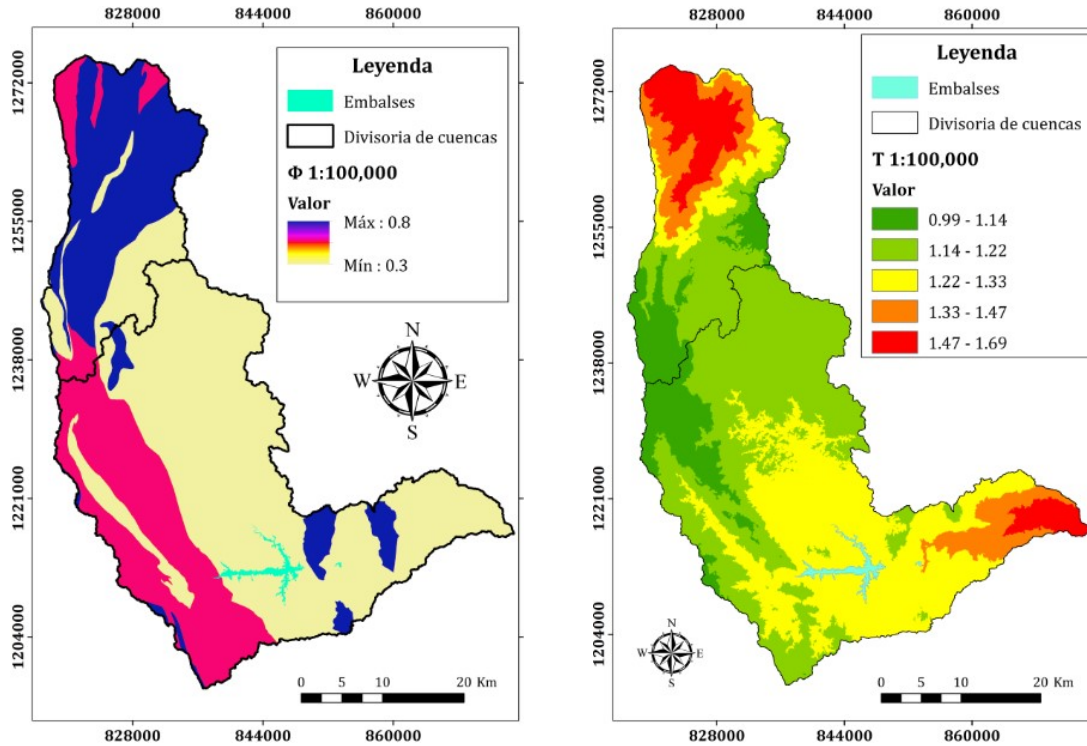 828000 844000 860000
1272000
1255000
1238000
1221000
1204000
Leyenda
Embalses
Divisoria de cuencas
Φ 1:100,000
Valor
Máx : 0.8
Mín : 0.3
N
W E
S
0 5 10 20 Km
828000 844000 860000
828000 844000 860000
1272000
1255000
1238000
1221000
1204000
Leyenda
Embalses
Divisoria de cuencas
T 1:100,000
Valor
0.99 - 1.14
1.14 - 1.22
1.22 - 1.33
1.33 - 1.47
1.47 - 1.69
N
W E
S
0 5 10 20 Km
828000 844000 860000